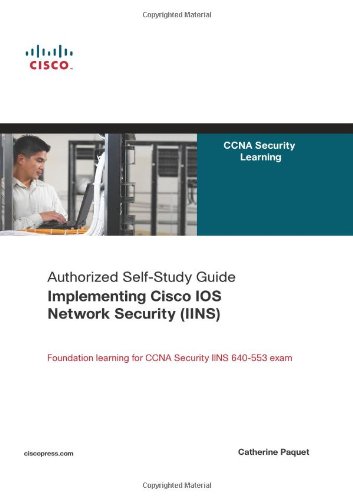 Copyrighted Material
CISCO™
CCNA Security
Learning
Authorized Self-Study Guide
Implementing Cisco IOS
Network Security (IINS)
Foundation learning for CCNA Security IINS 640-553 exam
ciscopress.com
Catherine Paquet
Copyrighted Material